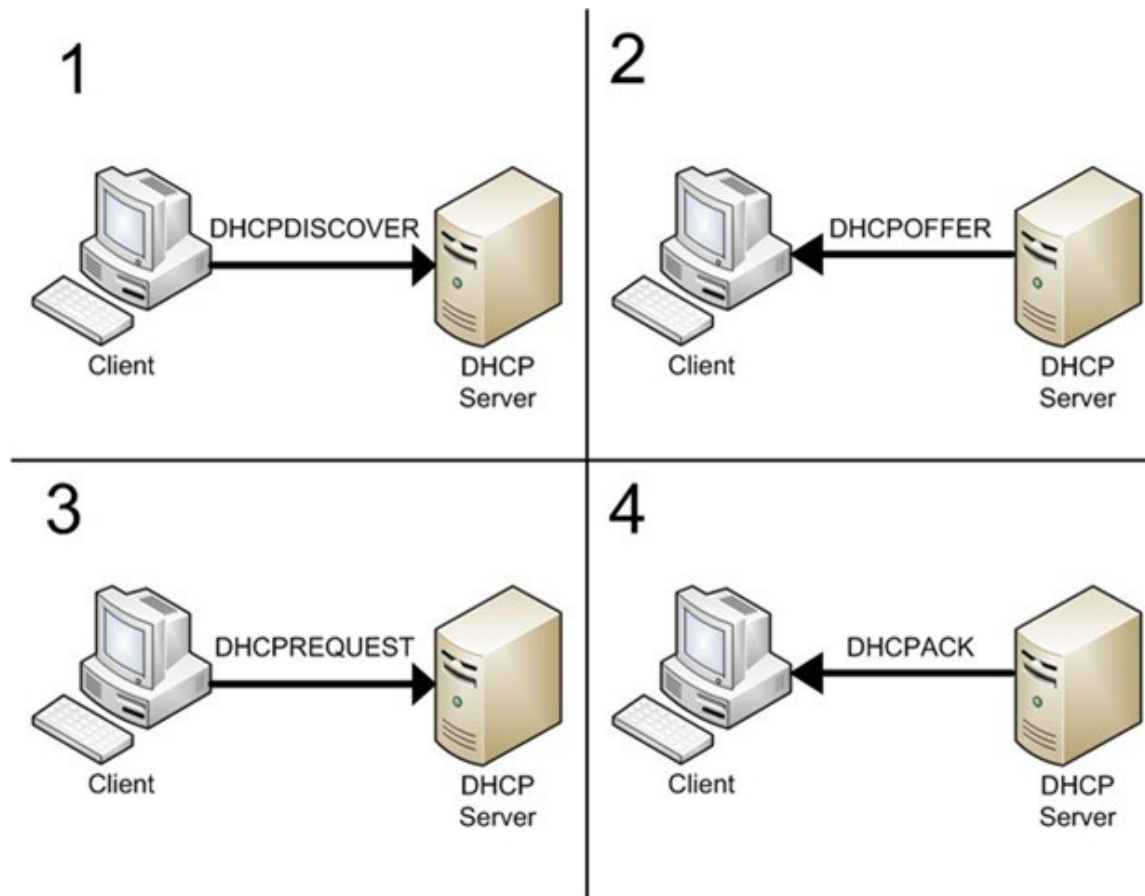 1
DHCPDISCOVER
Client
DHCP
Server
2
DHCPOFFER
Client
DHCP
Server
3
DHCPREQUEST
Client
DHCP
Server
4
DHCPACK
Client
DHCP
Server